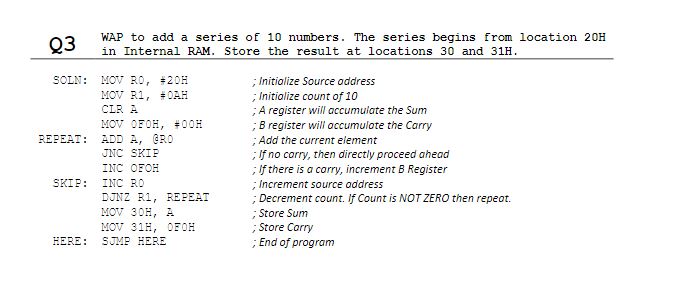 Q3 WAP to add a series of 10 numbers. The series begins from location 20H
in Internal RAM. Store the result at locations 30 and 31H.
SOLN: MOV R0, #20H ; Initialize Source address
MOV R1, #0AH ; Initialize count of 10
CLR A ; A register will accumulate the Sum
MOV 0F0H, #00H ; B register will accumulate the Carry
REPEAT: ADD A, @R0 ; Add the current element
JNC SKIP ; If no carry, then directly proceed ahead
INC 0F0H ; If there is a carry, increment B Register
SKIP: INC R0 ; Increment source address
DJNZ R1, REPEAT ; Decrement count. If Count is NOT ZERO then repeat.
MOV 30H, A ; Store Sum
MOV 31H, 0F0H ; Store Carry
HERE: SJMP HERE ; End of program